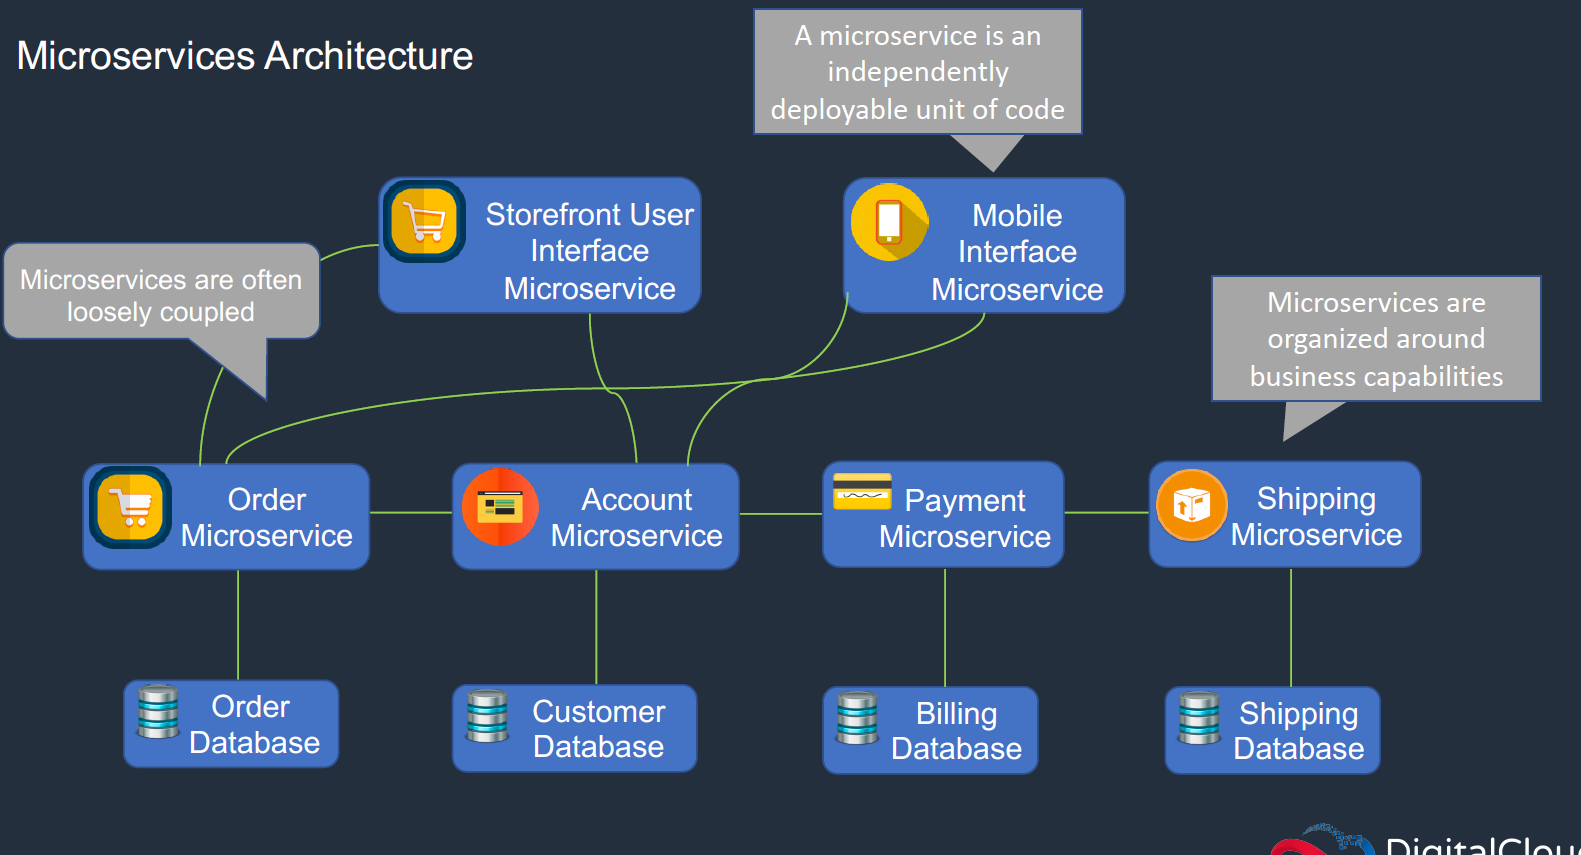 Microservices Architecture
A microservice is an
independently
deployable unit of code
Storefront User
Interface
Microservice
Mobile
Interface
Microservice
Microservices are often
loosely coupled
Microservices are
organized around
business capabilities
Order
Microservice
Account
Microservice
Payment
Microservice
Shipping
Microservice
Order
Database
Customer
Database
Billing
Database
Shipping
Database
DigitalCloud